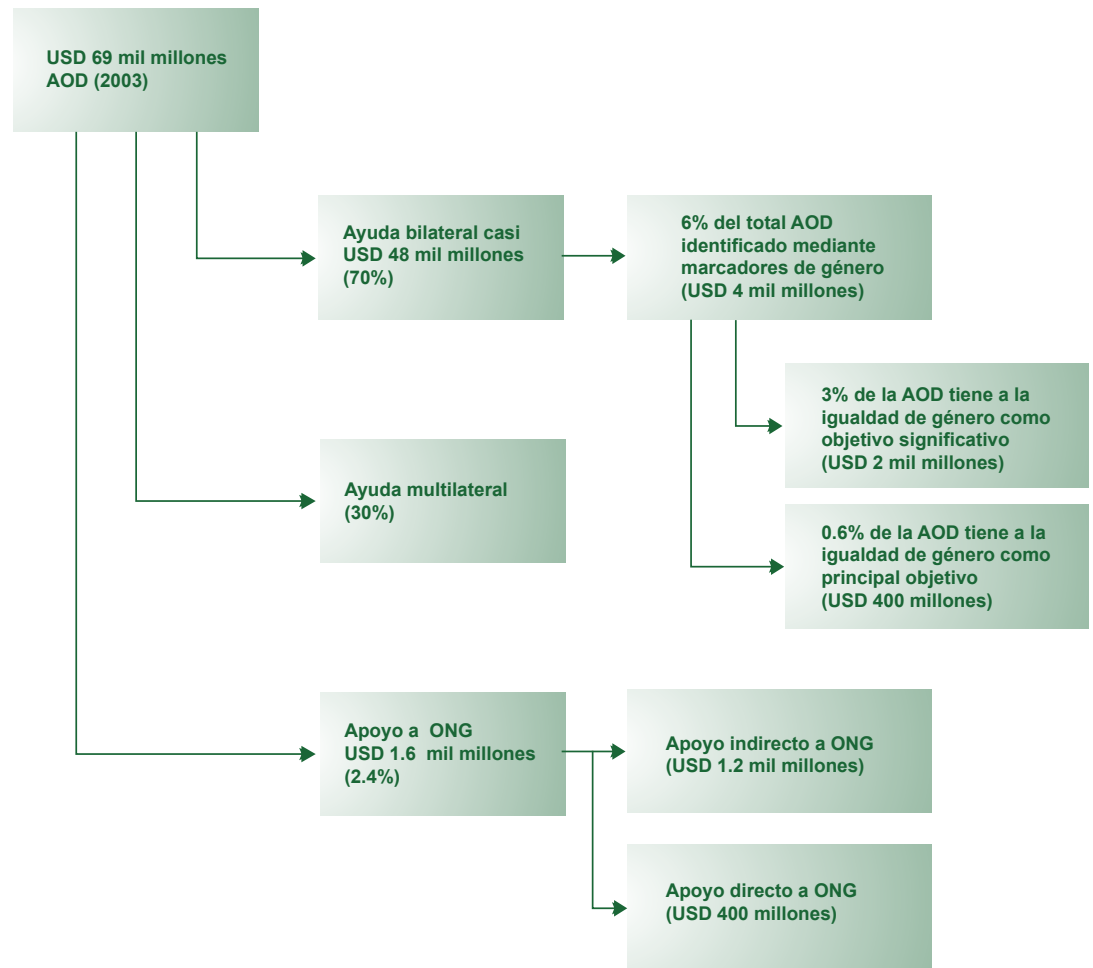 USD 69 mil millones
AOD (2003)
Ayuda bilateral casi
USD 48 mil millones
(70%)
6% del total AOD
identificado mediante
marcadores de género
(USD 4 mil millones)
3% de la AOD tiene a la
igualdad de género como
objetivo significativo
(USD 2 mil millones)
Ayuda multilateral
(30%)
0.6% de la AOD tiene a la
igualdad de género como
principal objetivo
(USD 400 millones)
Apoyo a ONG
USD 1.6 mil millones
(2.4%)
Apoyo indirecto a ONG
(USD 1.2 mil millones)
Apoyo directo a ONG
(USD 400 millones)